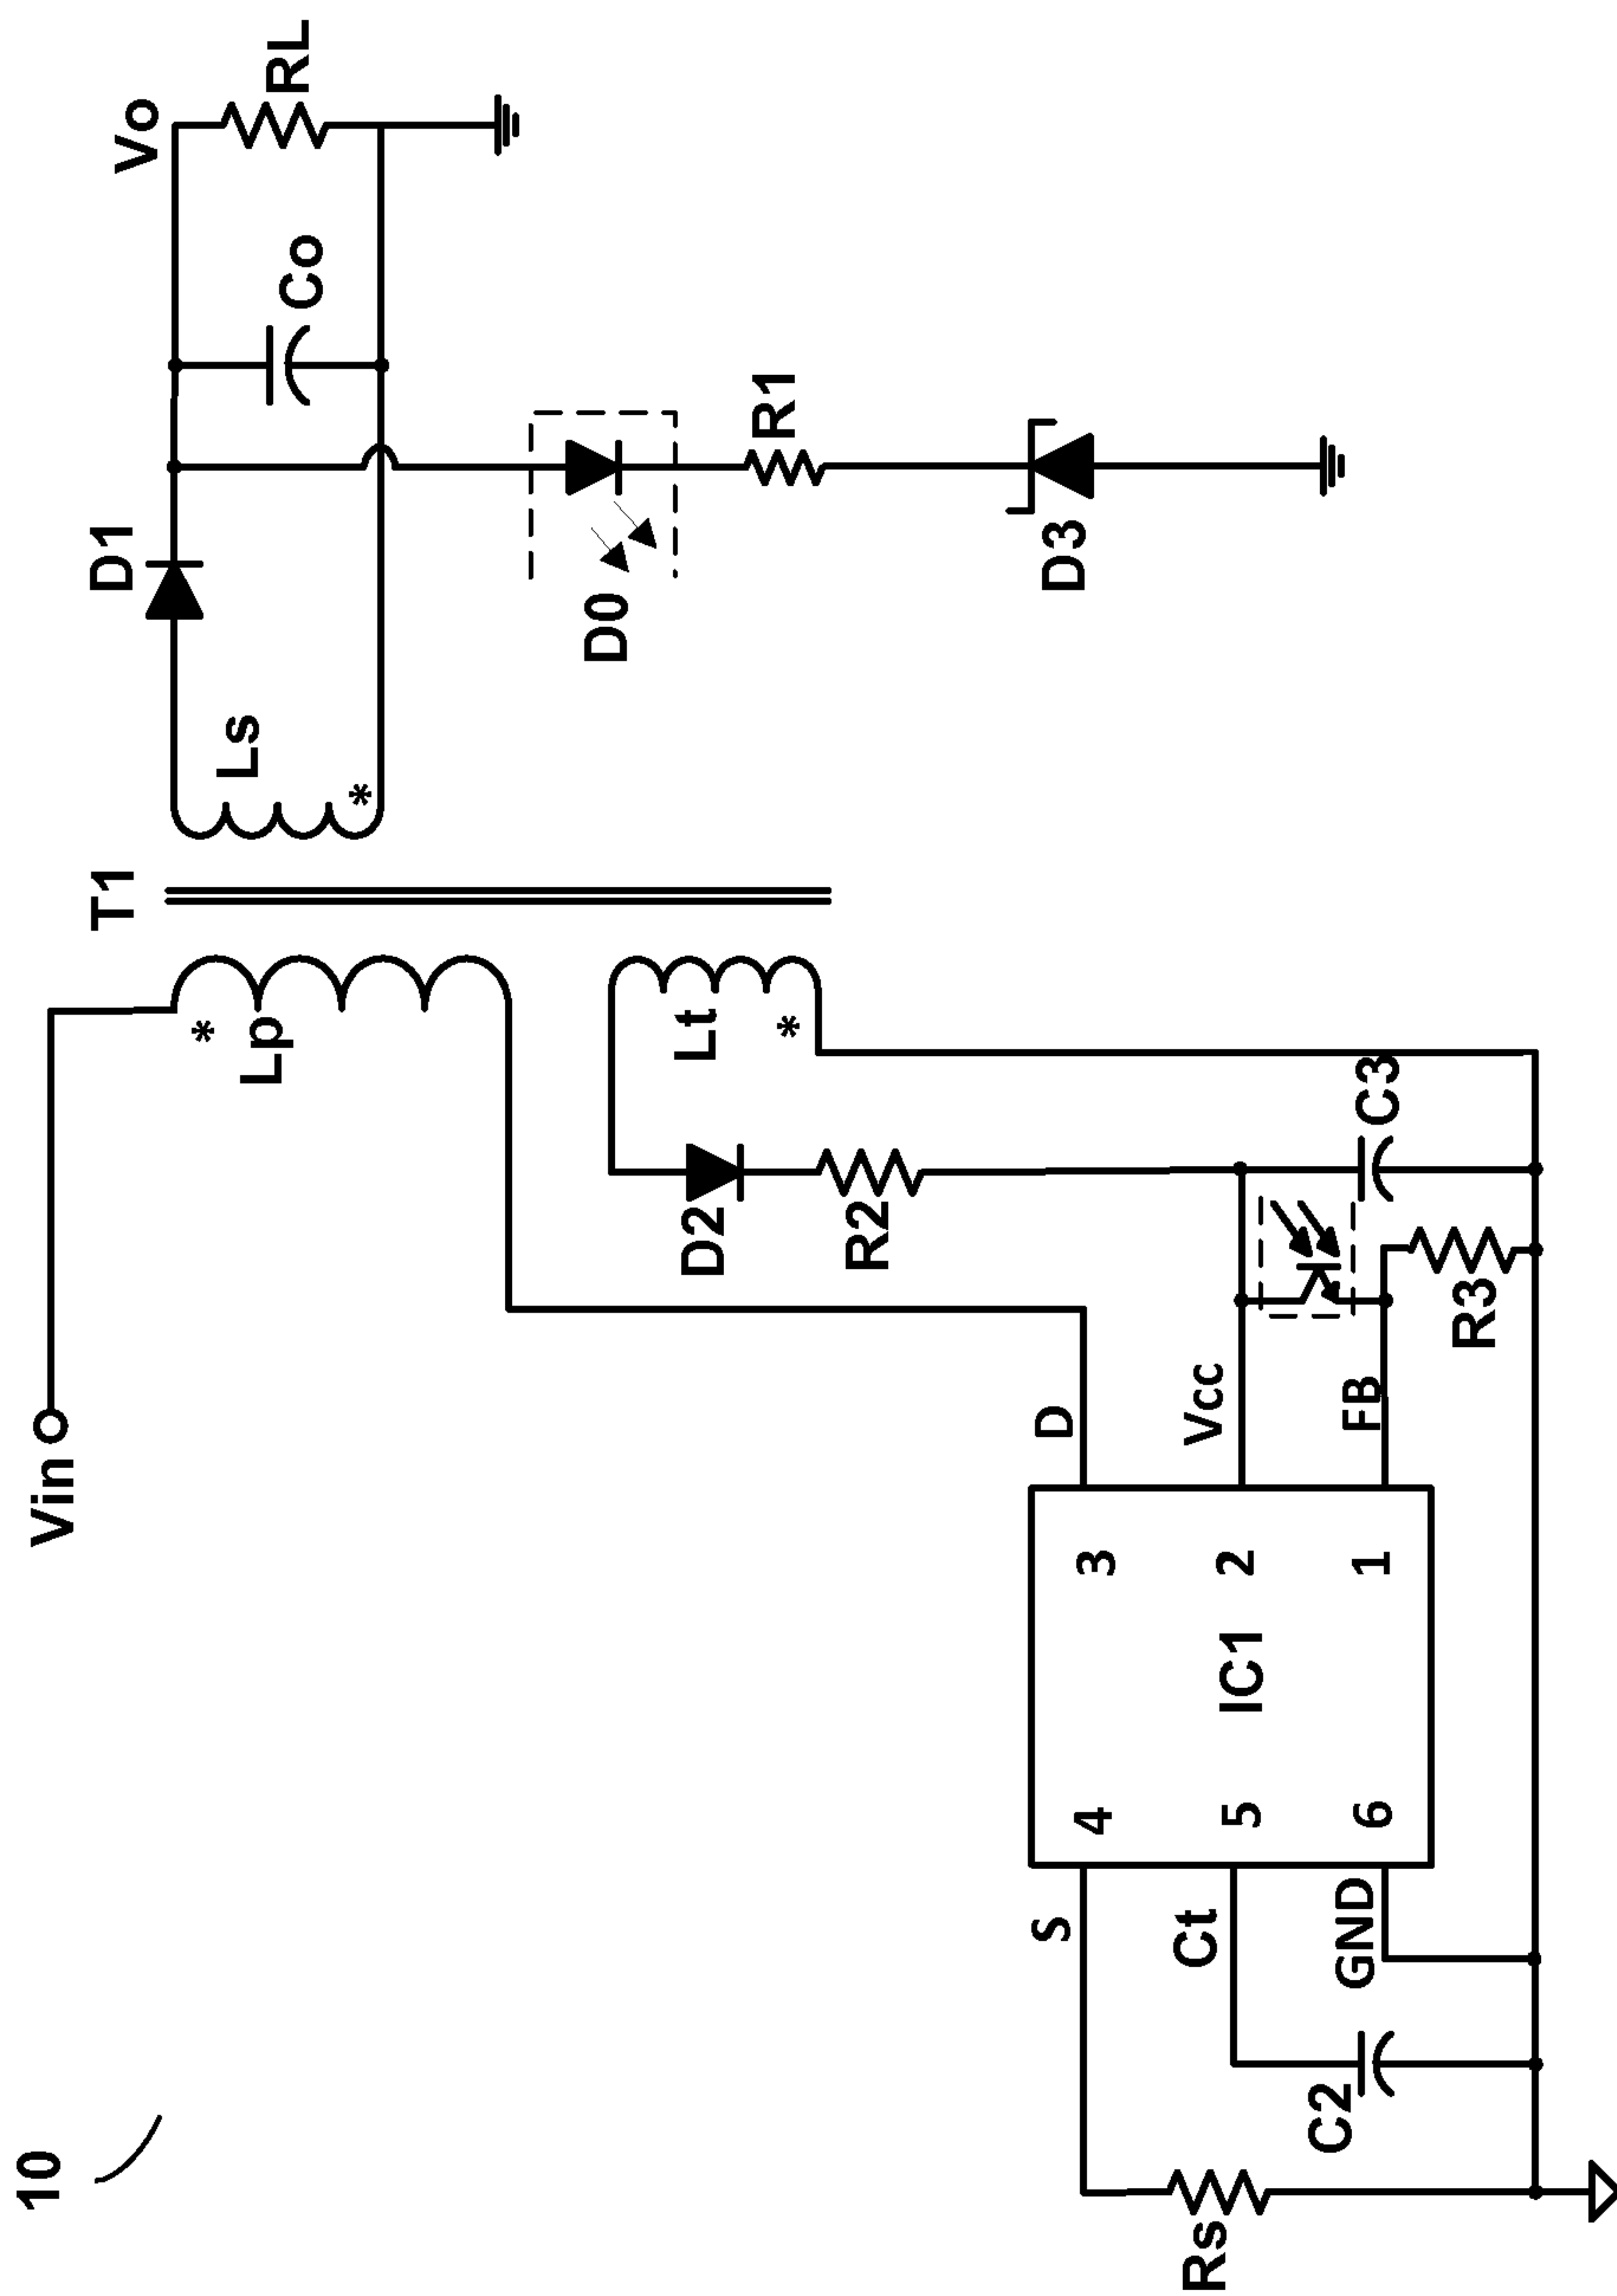 10
Vin
T1
D1
Vo
*
Lp
Ls
*
Co
RL
Lt
*
D0
D2
R1
R2
D3
S
D
4
3
Rs
Ct
5
IC1
2
Vcc
C2
GND
6
1
FB
R3
C3